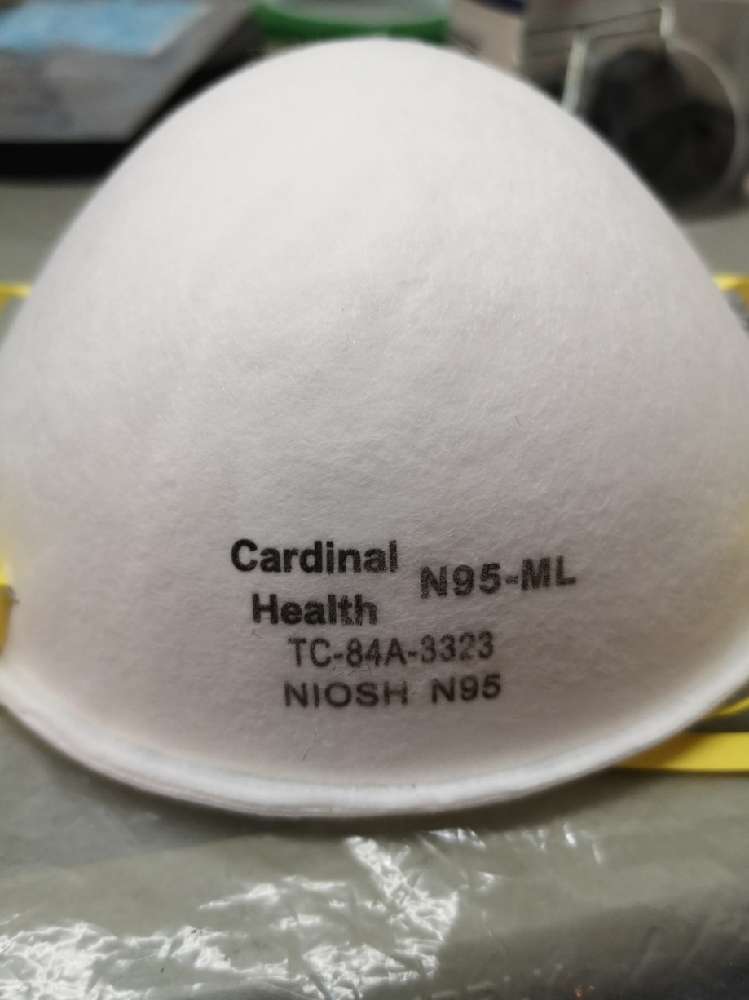 Cardinal
Health
N95-ML
TC-84A-3323
NIOSH N95